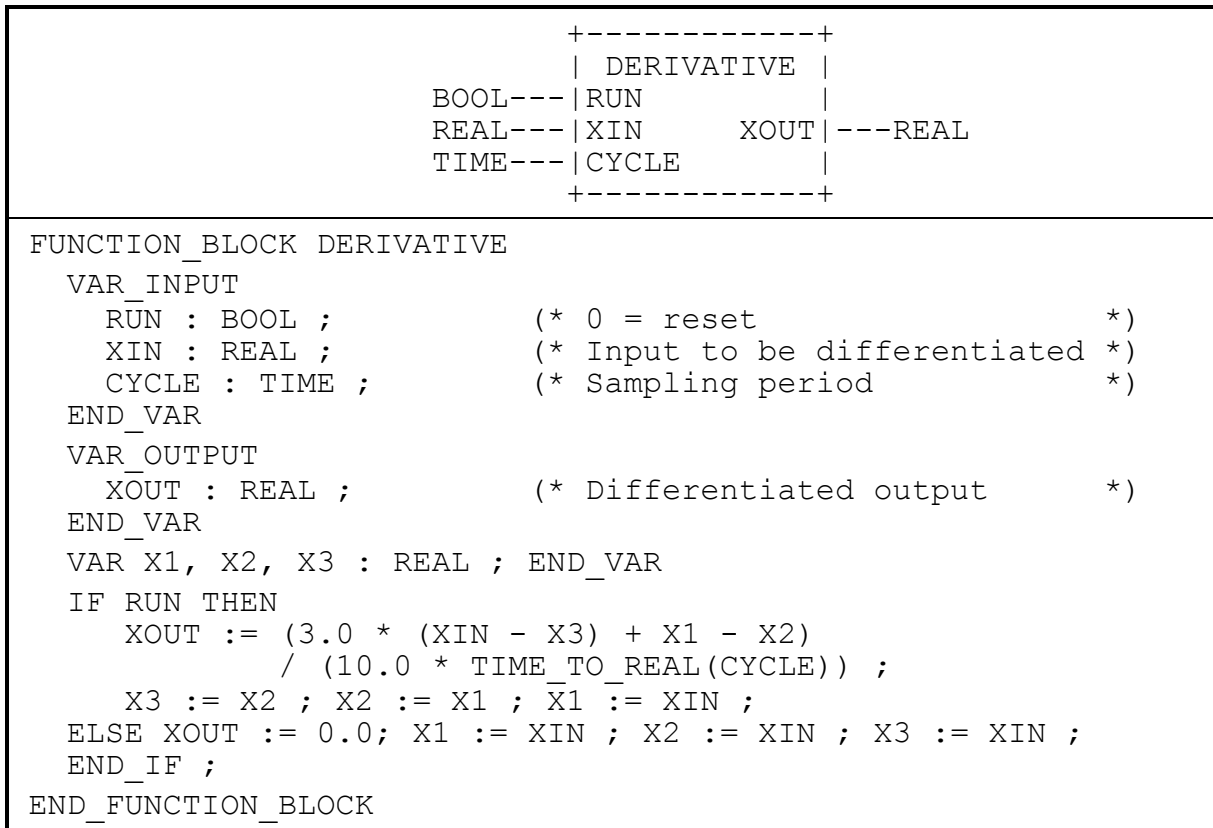 +------------+
| DERIVATIVE |
BOOL---|RUN         |
REAL---|XIN     XOUT|---REAL
TIME---|CYCLE       |
+------------+
FUNCTION_BLOCK DERIVATIVE
VAR_INPUT
RUN : BOOL ;          (* 0 = reset                   *)
XIN : REAL ;          (* Input to be differentiated *)
CYCLE : TIME ;        (* Sampling period             *)
END_VAR
VAR_OUTPUT
XOUT : REAL ;         (* Differentiated output       *)
END_VAR
VAR X1, X2, X3 : REAL ; END_VAR
IF RUN THEN
XOUT := (3.0 * (XIN - X3) + X1 - X2)
/ (10.0 * TIME_TO_REAL(CYCLE)) ;
X3 := X2 ; X2 := X1 ; X1 := XIN ;
ELSE XOUT := 0.0; X1 := XIN ; X2 := XIN ; X3 := XIN ;
END_IF ;
END_FUNCTION_BLOCK